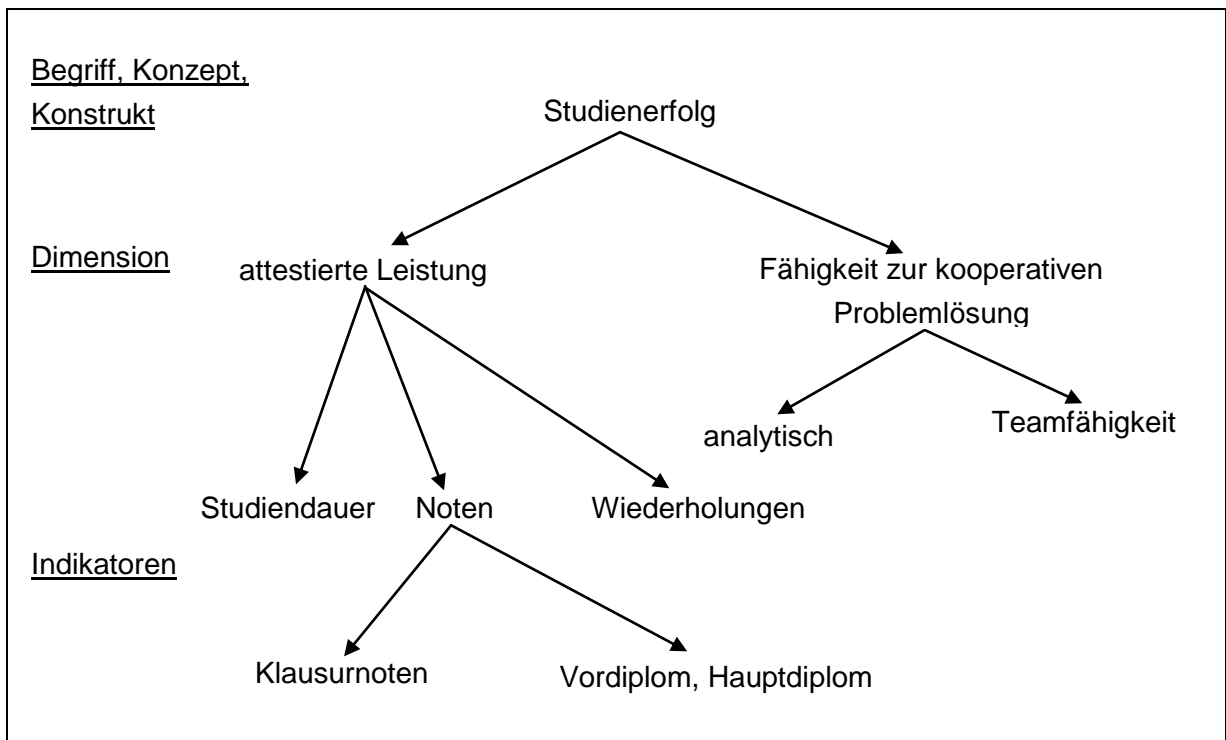 Begriff, Konzept,
Konstrukt
Studienerfolg
Dimension
attestierte Leistung
Fähigkeit zur kooperativen
Problemlösung
analytisch
Teamfähigkeit
Studiendauer
Noten
Wiederholungen
Indikatoren
Klausurnoten
Vordiplom, Hauptdiplom